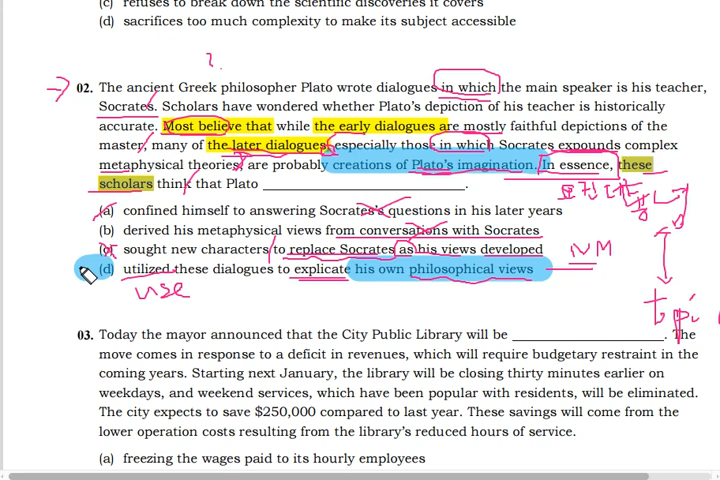 (c) refuses to break down the scientific discoveries it covers
(d) sacrifices too much complexity to make its subject accessible
?
02. The ancient Greek philosopher Plato wrote dialogues in which the main speaker is his teacher,
Socrates. Scholars have wondered whether Plato's depiction of his teacher is historically
accurate. Most believe that while the early dialogues are mostly faithful depictions of the
master, many of the later dialogues, especially those in which Socrates expounds complex
metaphysical theories, are probably creations of Plato's imagination. In essence, these
scholars think that Plato ______________________________.
(a) confined himself to answering Socrates's questions in his later years
(b) derived his metaphysical views from conversations with Socrates
(c) sought new characters to replace Socrates as his views developed
NM
(d) utilized these dialogues to explicate his own philosophical views
use
topi
03. Today the mayor announced that the City Public Library will be ______________________. The
move comes in response to a deficit in revenues, which will require budgetary restraint in the
coming years. Starting next January, the library will be closing thirty minutes earlier on
weekdays, and weekend services, which have been popular with residents, will be eliminated.
The city expects to save $250,000 compared to last year. These savings will come from the
lower operation costs resulting from the library's reduced hours of service.
(a) freezing the wages paid to its hourly employees